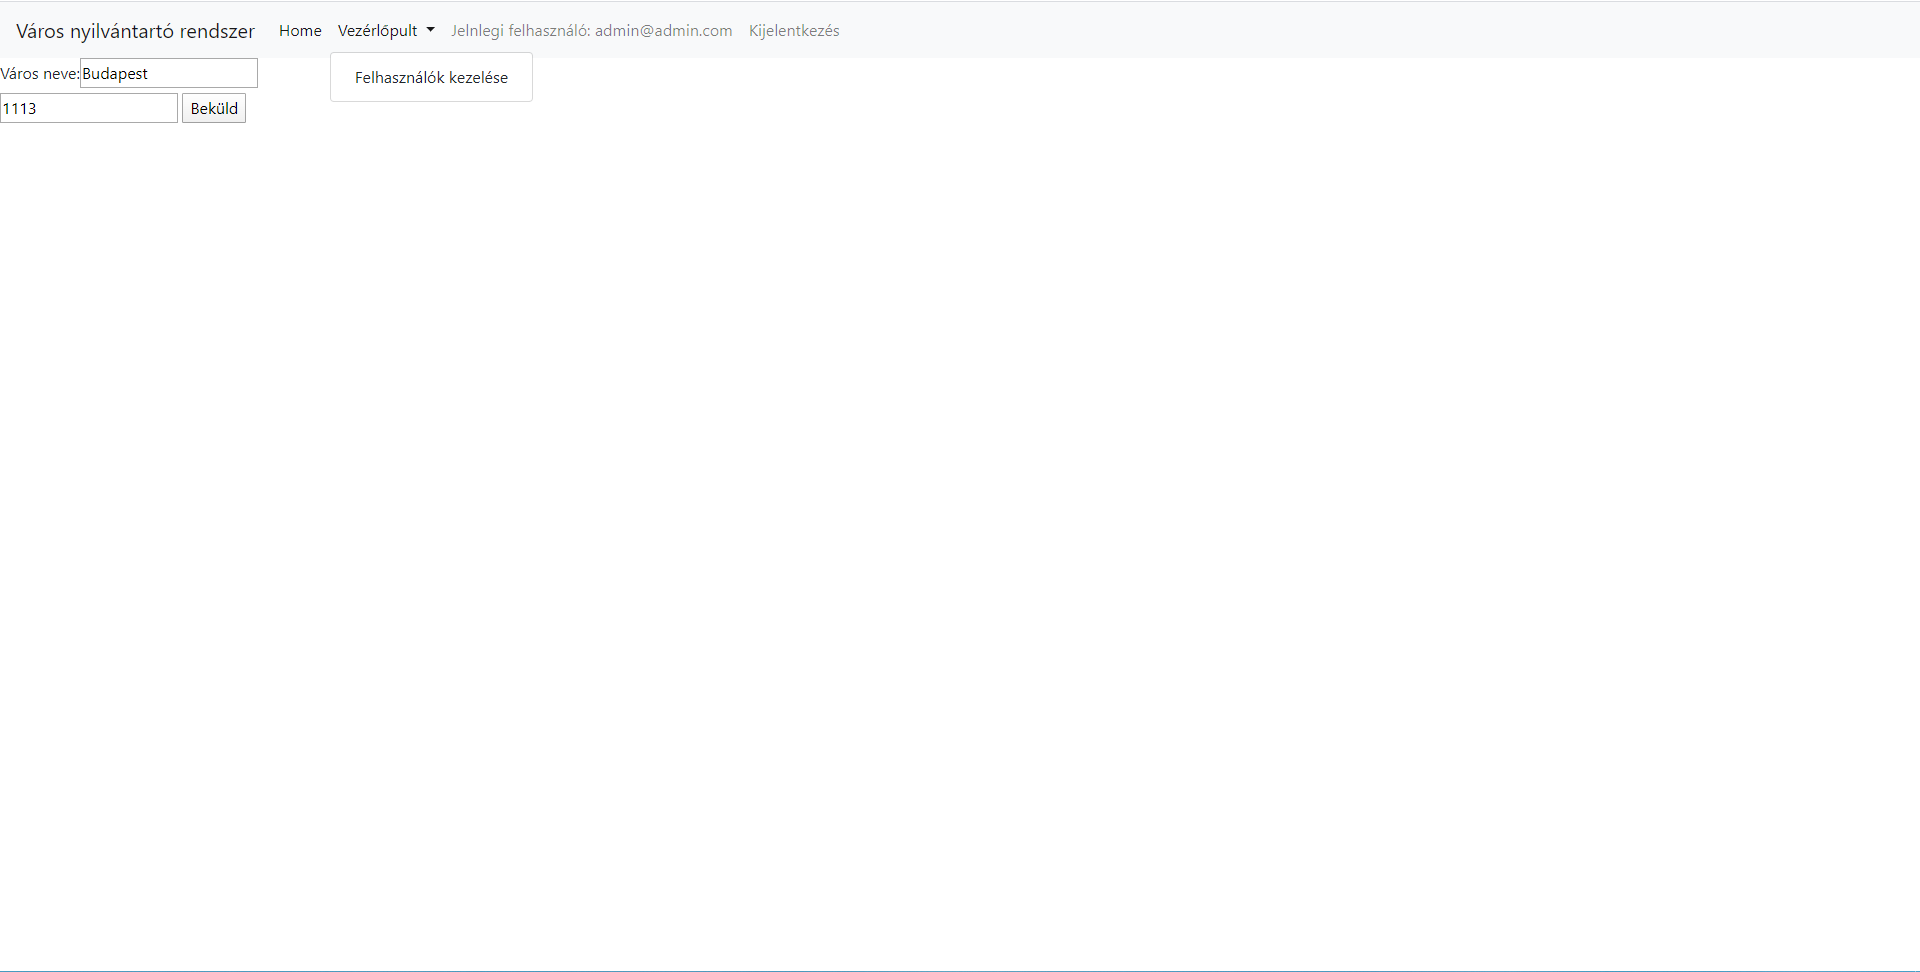 Város nyilvántartó rendszer Home Vezérlőpult Jelnlegi felhasználó: admin@admin.com Kijelentkezés
Felhasználók kezelése
Város neve: Budapest
1113 Beküld